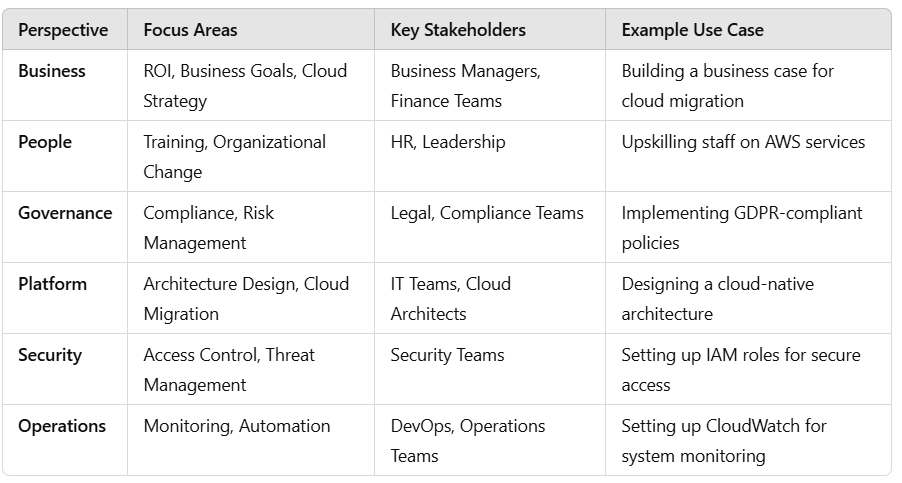 Perspective Focus Areas Key Stakeholders Example Use Case
Business ROI, Business Goals, Cloud Business Managers, Building a business case for
Strategy Finance Teams cloud migration
People Training, Organizational HR, Leadership Upskilling staff on AWS services
Change
Governance Compliance, Risk Legal, Compliance Teams Implementing GDPR-compliant
Management policies
Platform Architecture Design, Cloud IT Teams, Cloud Designing a cloud-native
Migration Architects architecture
Security Access Control, Threat Security Teams Setting up IAM roles for secure
Management access
Operations Monitoring, Automation DevOps, Operations Setting up CloudWatch for
Teams system monitoring